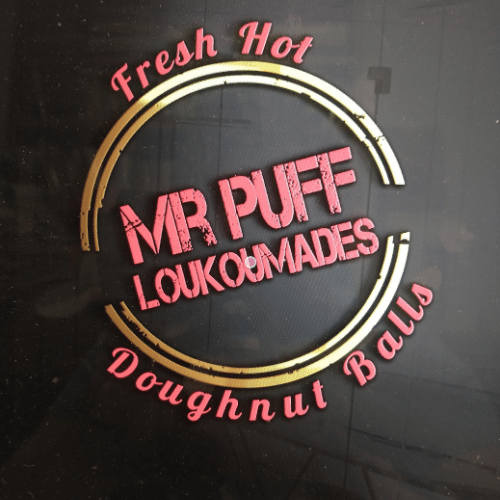 Fresh Hot
MR PUFF
LOUKOUMADES
Doughnut Balls